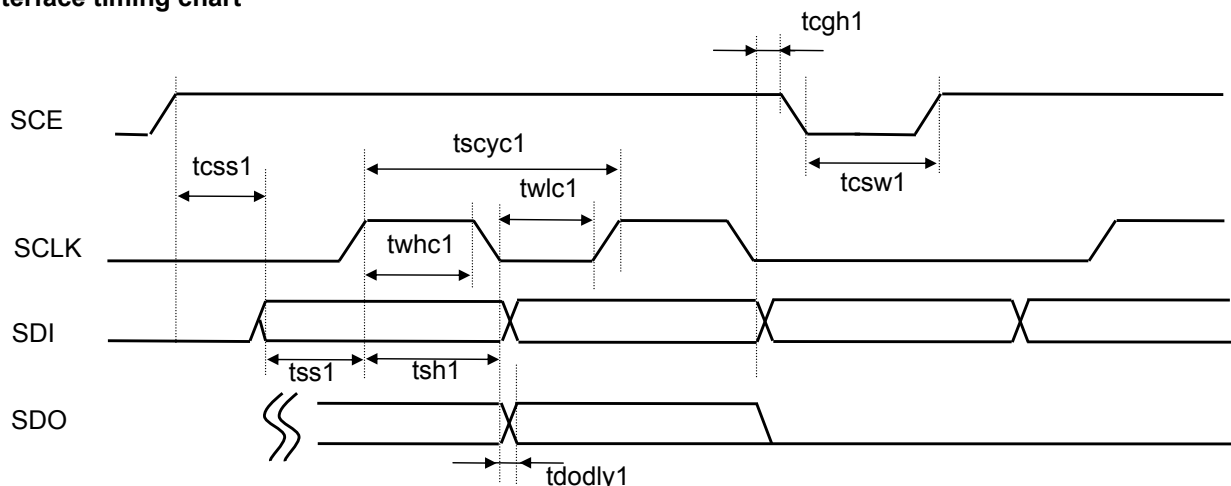 terface timing chart
tcgh1
SCE
tscyc1
tcss1
twlc1
tcsw1
SCLK
twhc1
SDI
tss1
tsh1
SDO
tdodly1